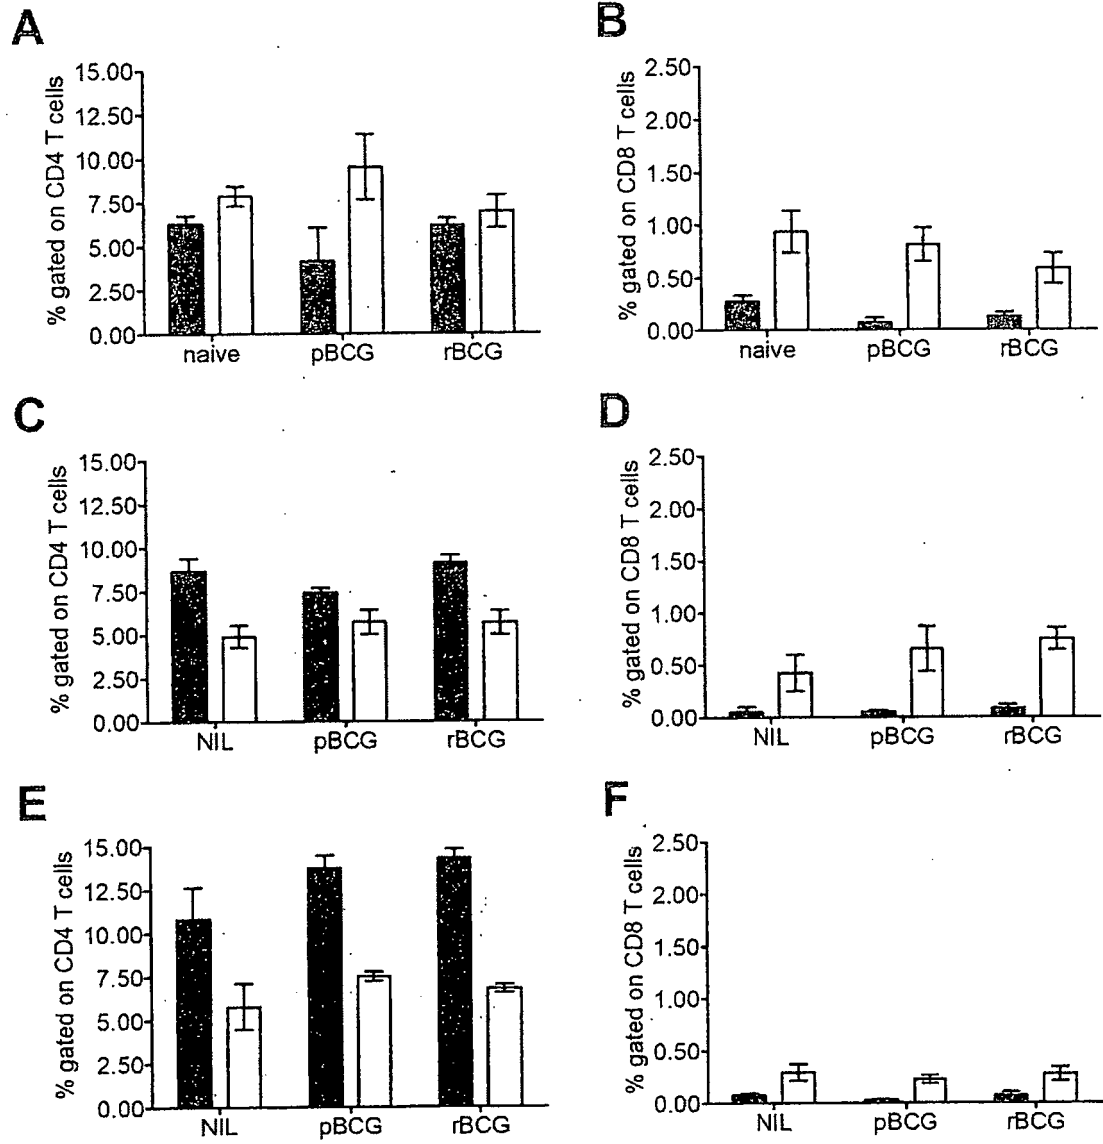 A
% gated on CD4 T cells
15.00
12.50
10.00
7.50
5.00
2.50
0.00
naive
pBCG
rBCG
B
% gated on CD8 T cells
2.50
2.00
1.50
1.00
0.50
0.00
naive
pBCG
rBCG
C
% gated on CD4 T cells
15.00
12.50
10.00
7.50
5.00
2.50
0.00
NIL
pBCG
rBCG
D
% gated on CD8 T cells
2.50
2.00
1.50
1.00
0.50
0.00
NIL
pBCG
rBCG
E
% gated on CD4 T cells
15.00
12.50
10.00
7.50
5.00
2.50
0.00
NIL
pBCG
rBCG
F
% gated on CD8 T cells
2.50
2.00
1.50
1.00
0.50
0.00
NIL
pBCG
rBCG